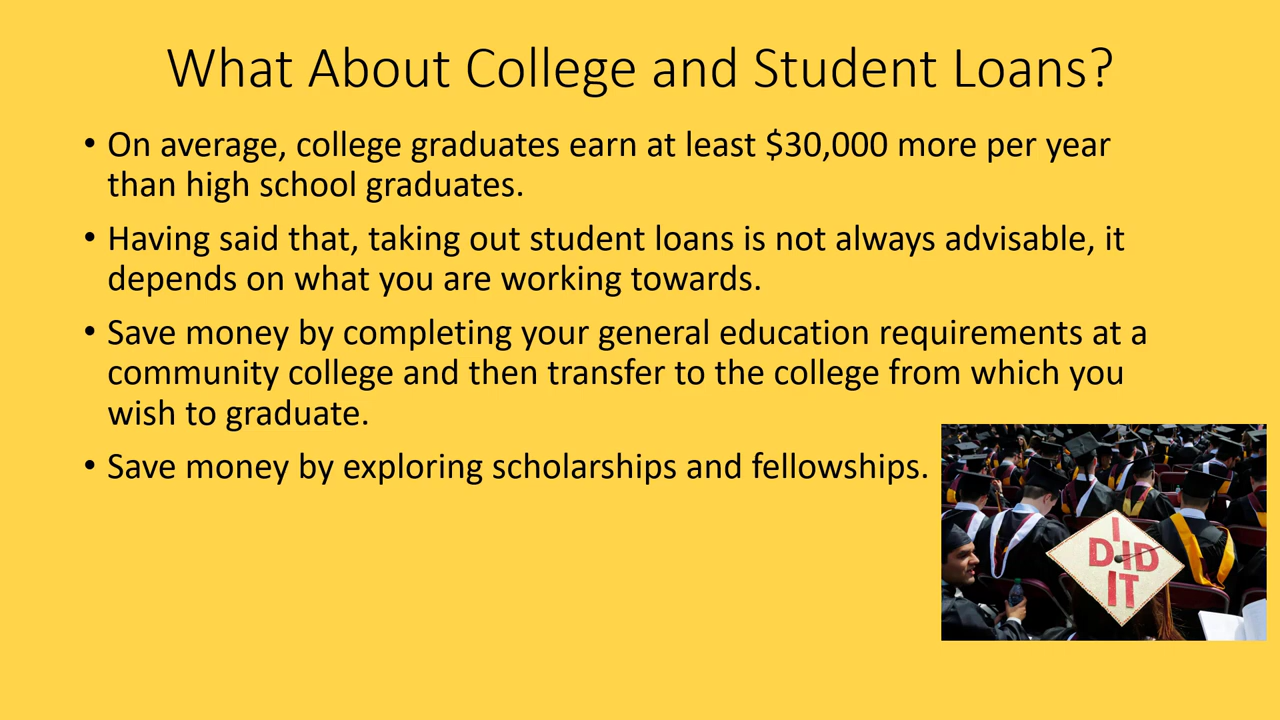 What About College and Student Loans?
• On average, college graduates earn at least $30,000 more per year
than high school graduates.
• Having said that, taking out student loans is not always advisable, it
depends on what you are working towards.
• Save money by completing your general education requirements at a
community college and then transfer to the college from which you
wish to graduate.
• Save money by exploring scholarships and fellowships.
I
DID
IT